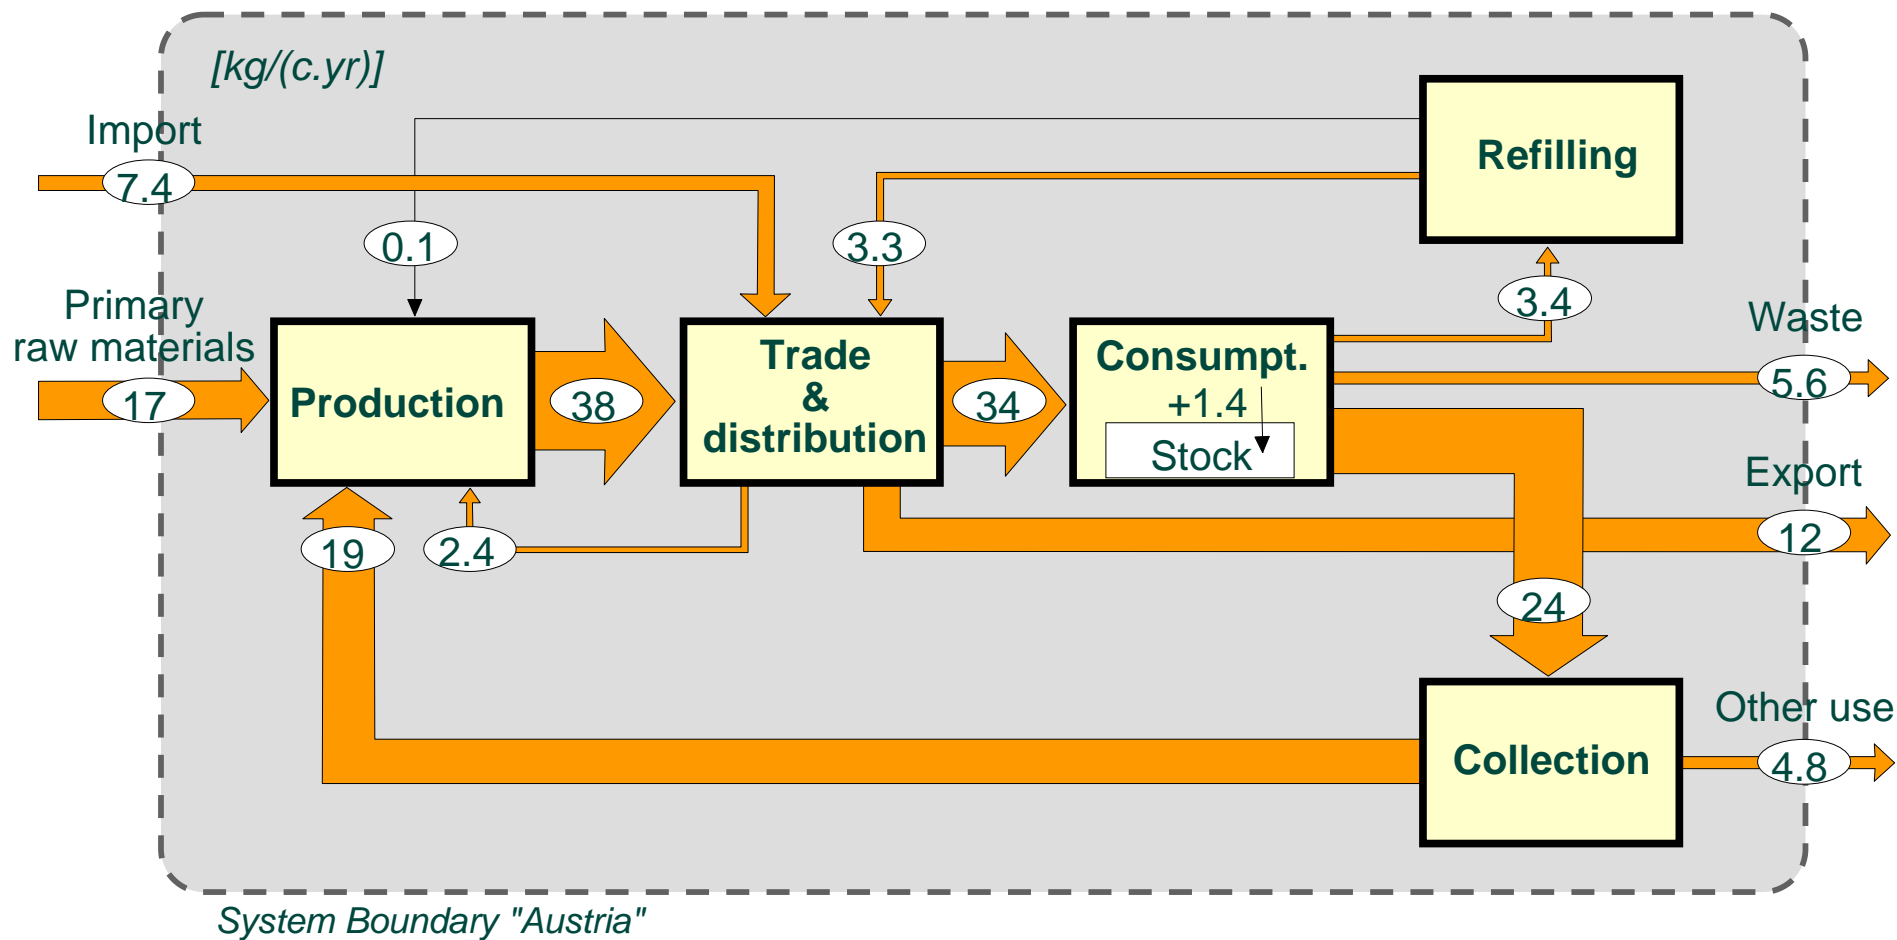 [kg/(c.yr)]
Import
7.4
Refilling
0.1
3.3
3.4
Primary
raw materials
17
Production
38
Trade
&
distribution
34
Consumpt.
+1.4
Stock
Waste
5.6
Export
12
19
2.4
24
Collection
Other use
4.8
System Boundary "Austria"